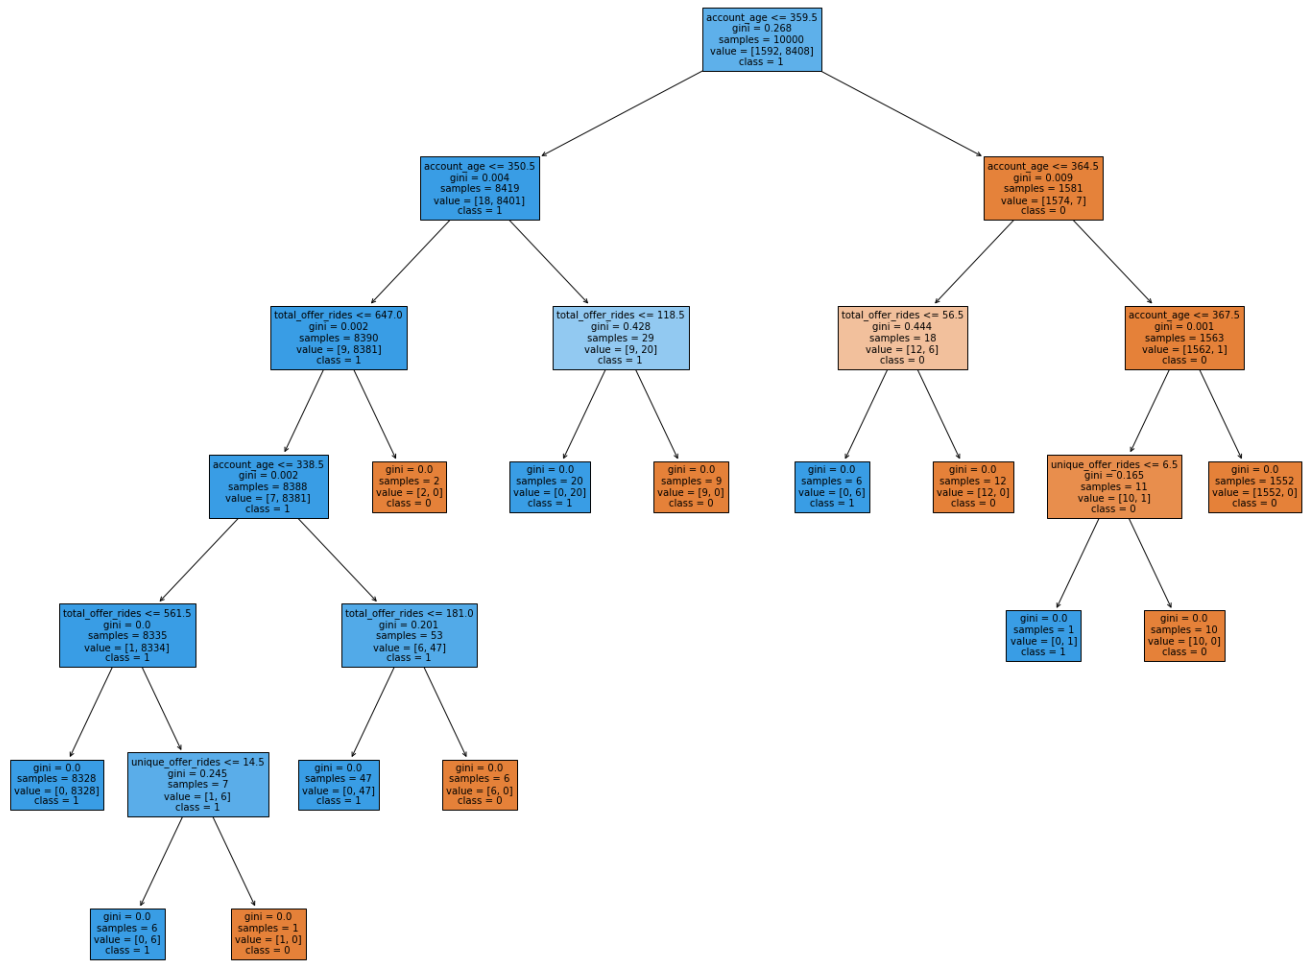 account_age <= 359.5
gini = 0.268
samples = 10000
value = [1592, 8408]
class = 1
account_age <= 350.5
gini = 0.004
samples = 8419
value = [18, 8401]
class = 1
account_age <= 364.5
gini = 0.009
samples = 1581
value = [1574, 7]
class = 0
total_offer_rides <= 647.0
gini = 0.002
samples = 8390
value = [9, 8381]
class = 1
total_offer_rides <= 118.5
gini = 0.428
samples = 29
value = [9, 20]
class = 1
total_offer_rides <= 56.5
gini = 0.444
samples = 18
value = [12, 6]
class = 0
account_age <= 367.5
gini = 0.001
samples = 1563
value = [1562, 1]
class = 0
account_age <= 338.5
gini = 0.002
samples = 8388
value = [7, 8381]
class = 1
gini = 0.0
samples = 2
value = [2, 0]
class = 0
gini = 0.0
samples = 20
value = [0, 20]
class = 1
gini = 0.0
samples = 9
value = [9, 0]
class = 0
gini = 0.0
samples = 6
value = [0, 6]
class = 1
gini = 0.0
samples = 12
value = [12, 0]
class = 0
unique_offer_rides <= 6.5
gini = 0.165
samples = 11
value = [10, 1]
class = 0
gini = 0.0
samples = 1552
value = [1552, 0]
class = 0
total_offer_rides <= 561.5
gini = 0.0
samples = 8335
value = [1, 8334]
class = 1
total_offer_rides <= 181.0
gini = 0.201
samples = 53
value = [6, 47]
class = 1
gini = 0.0
samples = 1
value = [0, 1]
class = 1
gini = 0.0
samples = 10
value = [10, 0]
class = 0
gini = 0.0
samples = 8328
value = [0, 8328]
class = 1
unique_offer_rides <= 14.5
gini = 0.245
samples = 7
value = [1, 6]
class = 1
gini = 0.0
samples = 47
value = [0, 47]
class = 1
gini = 0.0
samples = 6
value = [6, 0]
class = 0
gini = 0.0
samples = 6
value = [0, 6]
class = 1
gini = 0.0
samples = 1
value = [1, 0]
class = 0